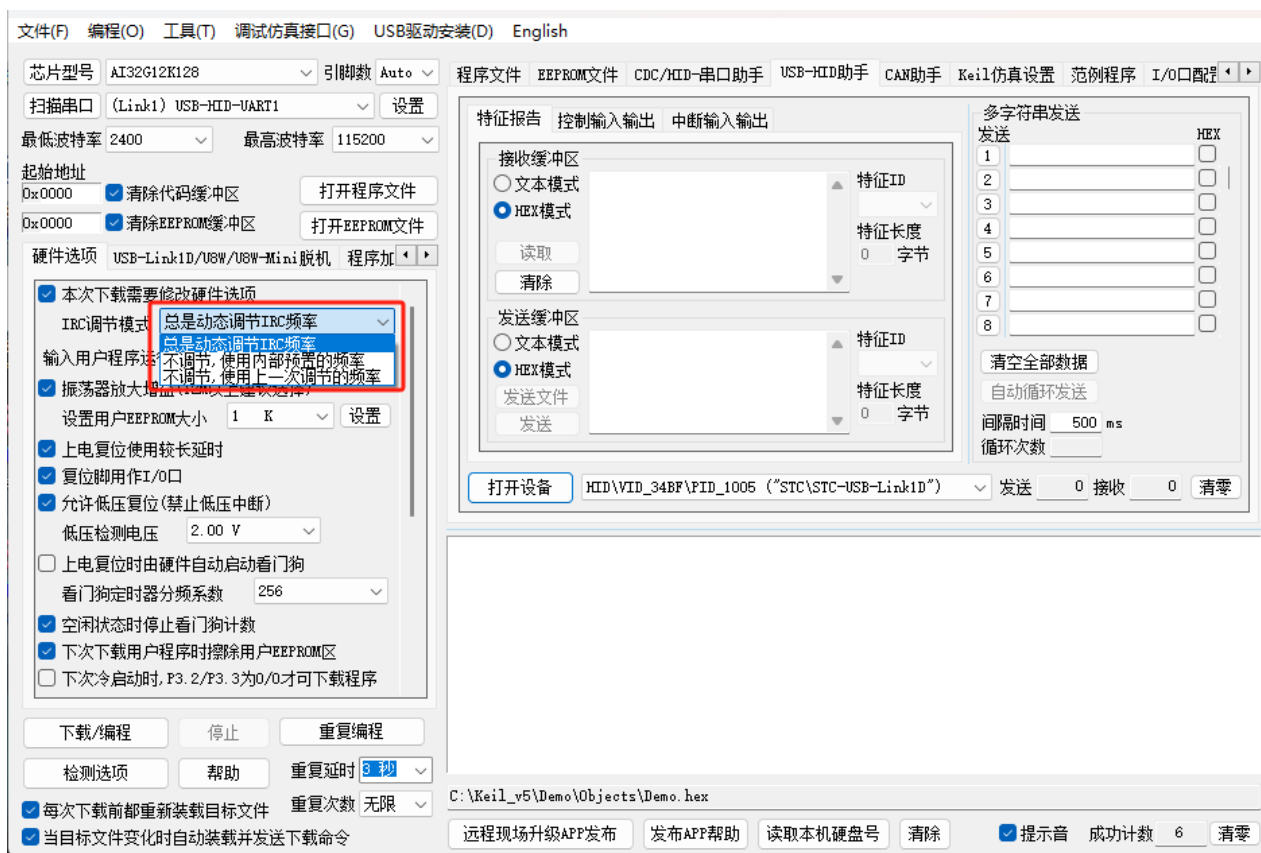 文件(F) 编程(O) 工具(T) 调试仿真接口(G) USB驱动安装(D) English
芯片型号 AI32G12K128 引脚数 Auto
扫描串口 (Link1) USB-HID-UART1 设置
最低波特率 2400 最高波特率 115200
起始地址
0x0000 清除代码缓冲区 打开程序文件
0x0000 清除EEPROM缓冲区 打开EEPROM文件
硬件选项 USB-Link1D/U8W/U8W-Mini脱机 程序加
本次下载需要修改硬件选项
IRC调节模式 总是动态调节IRC频率
总是动态调节IRC频率
输入用户程序运 不调节,使用内部预置的频率
不调节,使用上一次调节的频率
振荡器放大增益
设置用户EEPROM大小 1 K 设置
上电复位使用较长延时
复位脚用作I/O口
允许低压复位(禁止低压中断)
低压检测电压 2.00 V
上电复位时由硬件自动启动看门狗
看门狗定时器分频系数 256
空闲状态时停止看门狗计数
下次下载用户程序时擦除用户EEPROM区
下次冷启动时,P3.2/P3.3为0/0才可下载程序
下载/编程 停止 重复编程
检测选项 帮助 重复延时 3 秒
每次下载前都重新装载目标文件 重复次数 无限
当目标文件变化时自动装载并发送下载命令
程序文件 EEPROM文件 CDC/HID-串口助手 USB-HID助手 CAN助手 Keil仿真设置 范例程序 I/O口配置
特征报告 控制输入输出 中断输入输出
接收缓冲区
文本模式 特征ID
HEX模式
特征长度
读取 0 字节
清除
发送缓冲区
文本模式 特征ID
HEX模式
发送文件 特征长度
发送 0 字节
多字符串发送
发送 HEX
1
2
3
4
5
6
7
8
清空全部数据
自动循环发送
间隔时间 500 ms
循环次数
打开设备 HID\VID_34BF\PID_1005 ("STC\STC-USB-Link1D") 发送 0 接收 0 清零
C:\Keil_v5\Demo\Objects\Demo.hex
远程现场升级APP发布 发布APP帮助 读取本机硬盘号 清除 提示音 成功计数 6 清零